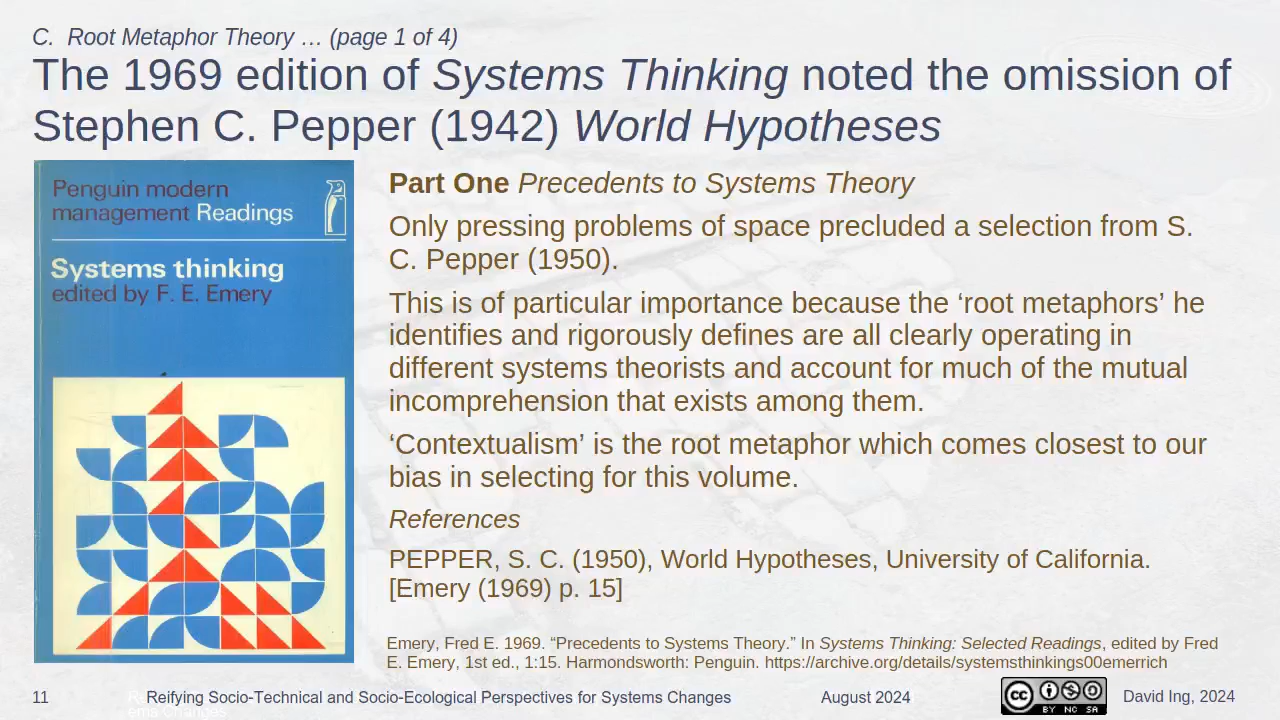 C.  Root Metaphor Theory … (page 1 of 4)
The 1969 edition of Systems Thinking noted the omission of
Stephen C. Pepper (1942) World Hypotheses
Penguin modern
management Readings
Systems thinking
edited by F. E. Emery
Part One Precedents to Systems Theory
Only pressing problems of space precluded a selection from S.
C. Pepper (1950).
This is of particular importance because the ‘root metaphors’ he
identifies and rigorously defines are all clearly operating in
different systems theorists and account for much of the mutual
incomprehension that exists among them.
‘Contextualism’ is the root metaphor which comes closest to our
bias in selecting for this volume.
References
PEPPER, S. C. (1950), World Hypotheses, University of California.
[Emery (1969) p. 15]
Emery, Fred E. 1969. “Precedents to Systems Theory.” In Systems Thinking: Selected Readings, edited by Fred
E. Emery, 1st ed., 1:15. Harmondsworth: Penguin. https://archive.org/details/systemsthinkings00emerrich
11
Reifying Socio-Technical and Socio-Ecological Perspectives for Systems Changes
August 2024
cc BY NC SA
David Ing, 2024